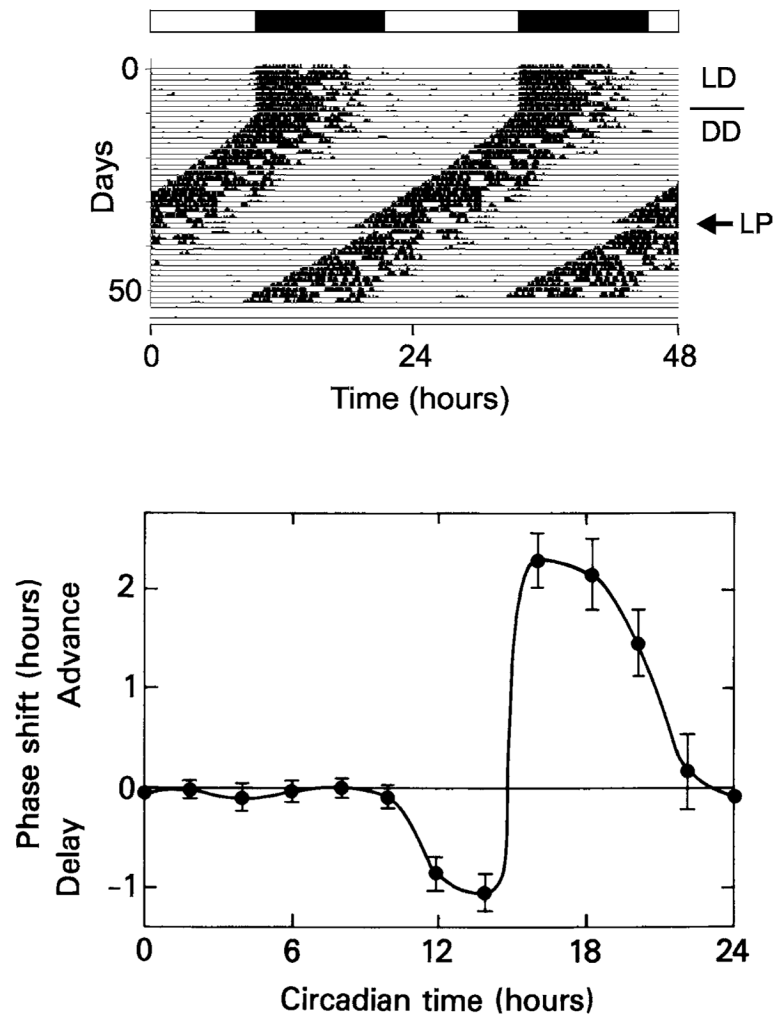 0
LD
DD
Days
LP
50
0 24 48
Time (hours)
Phase shift (hours)
Delay Advance
2
1
0
−1
0 6 12 18 24
Circadian time (hours)